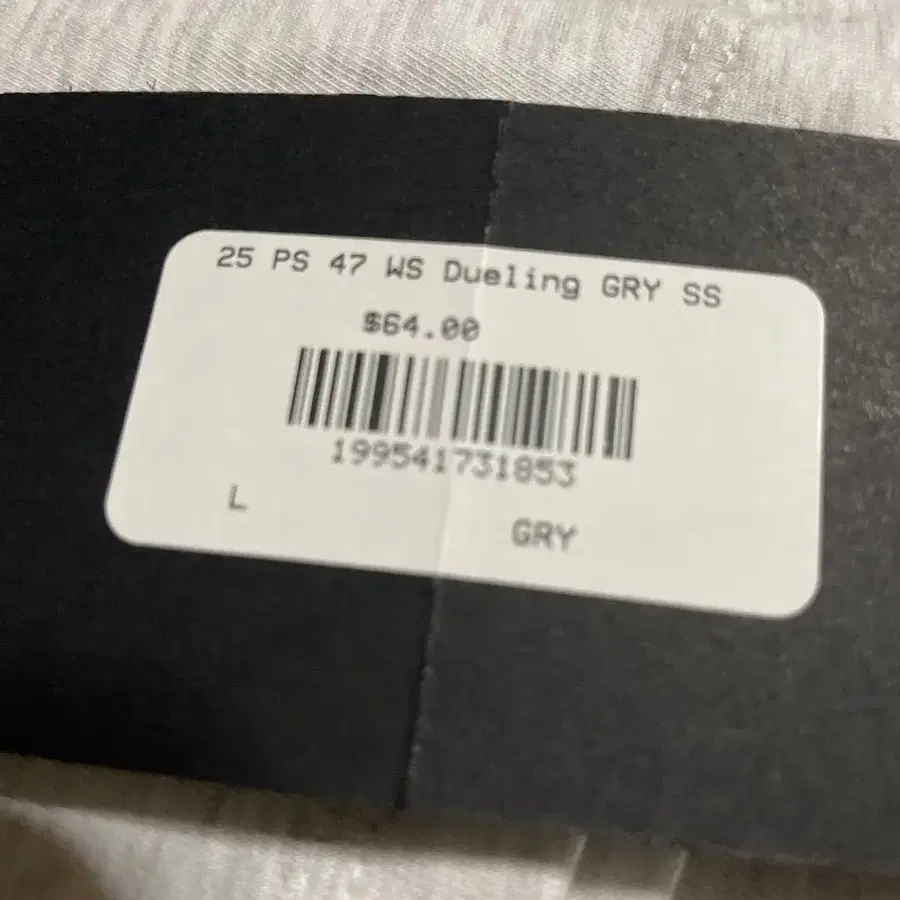 25 PS 47 WS Dueling GRY SS
$64.00
199541731853
L
GRY